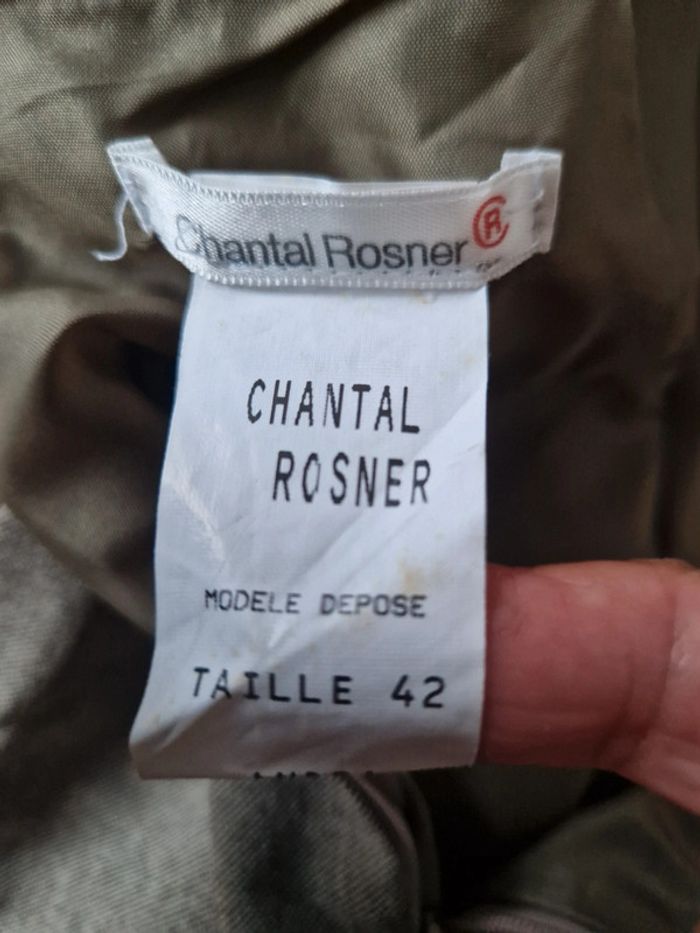 Chantal Rosner ®
CHANTAL
ROSNER
MODELE DEPOSE
TAILLE 42